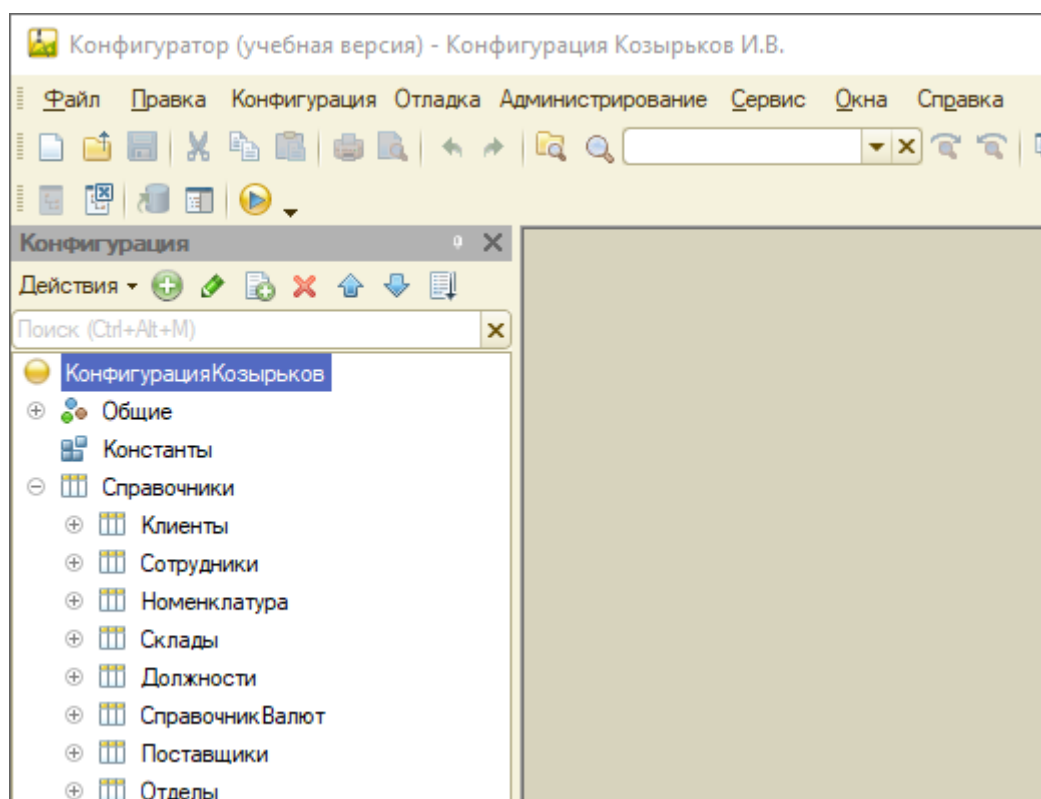 Конфигуратор (учебная версия) - Конфигурация Козырьков И.В.
Файл Правка Конфигурация Отладка Администрирование Сервис Окна Справка
Конфигурация
Действия
Поиск (Ctrl+Alt+M)
КонфигурацияКозырьков
Общие
Константы
Справочники
Клиенты
Сотрудники
Номенклатура
Склады
Должности
СправочникВалют
Поставщики
Отделы